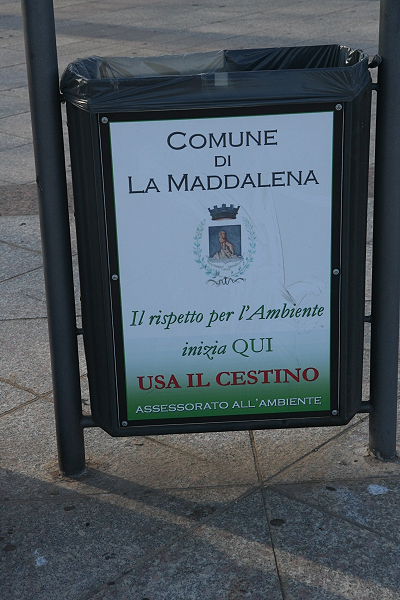 COMUNE
DI
LA MADDALENA
Il rispetto per l'Ambiente
inizia QUI
USA IL CESTINO
ASSESSORATO ALL'AMBIENTE